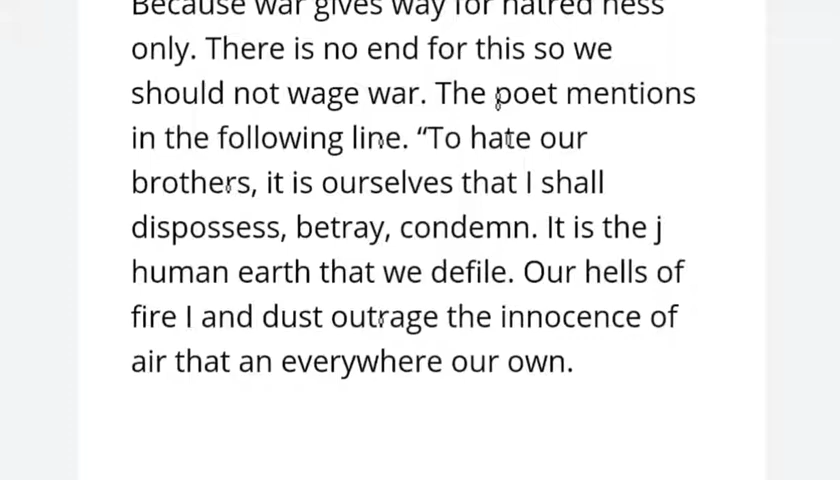 Because war gives way for hatred ness
only. There is no end for this so we
should not wage war. The poet mentions
in the following line. “To hate our
brothers, it is ourselves that I shall
dispossess, betray, condemn. It is the j
human earth that we defile. Our hells of
fire I and dust outrage the innocence of
air that an everywhere our own.